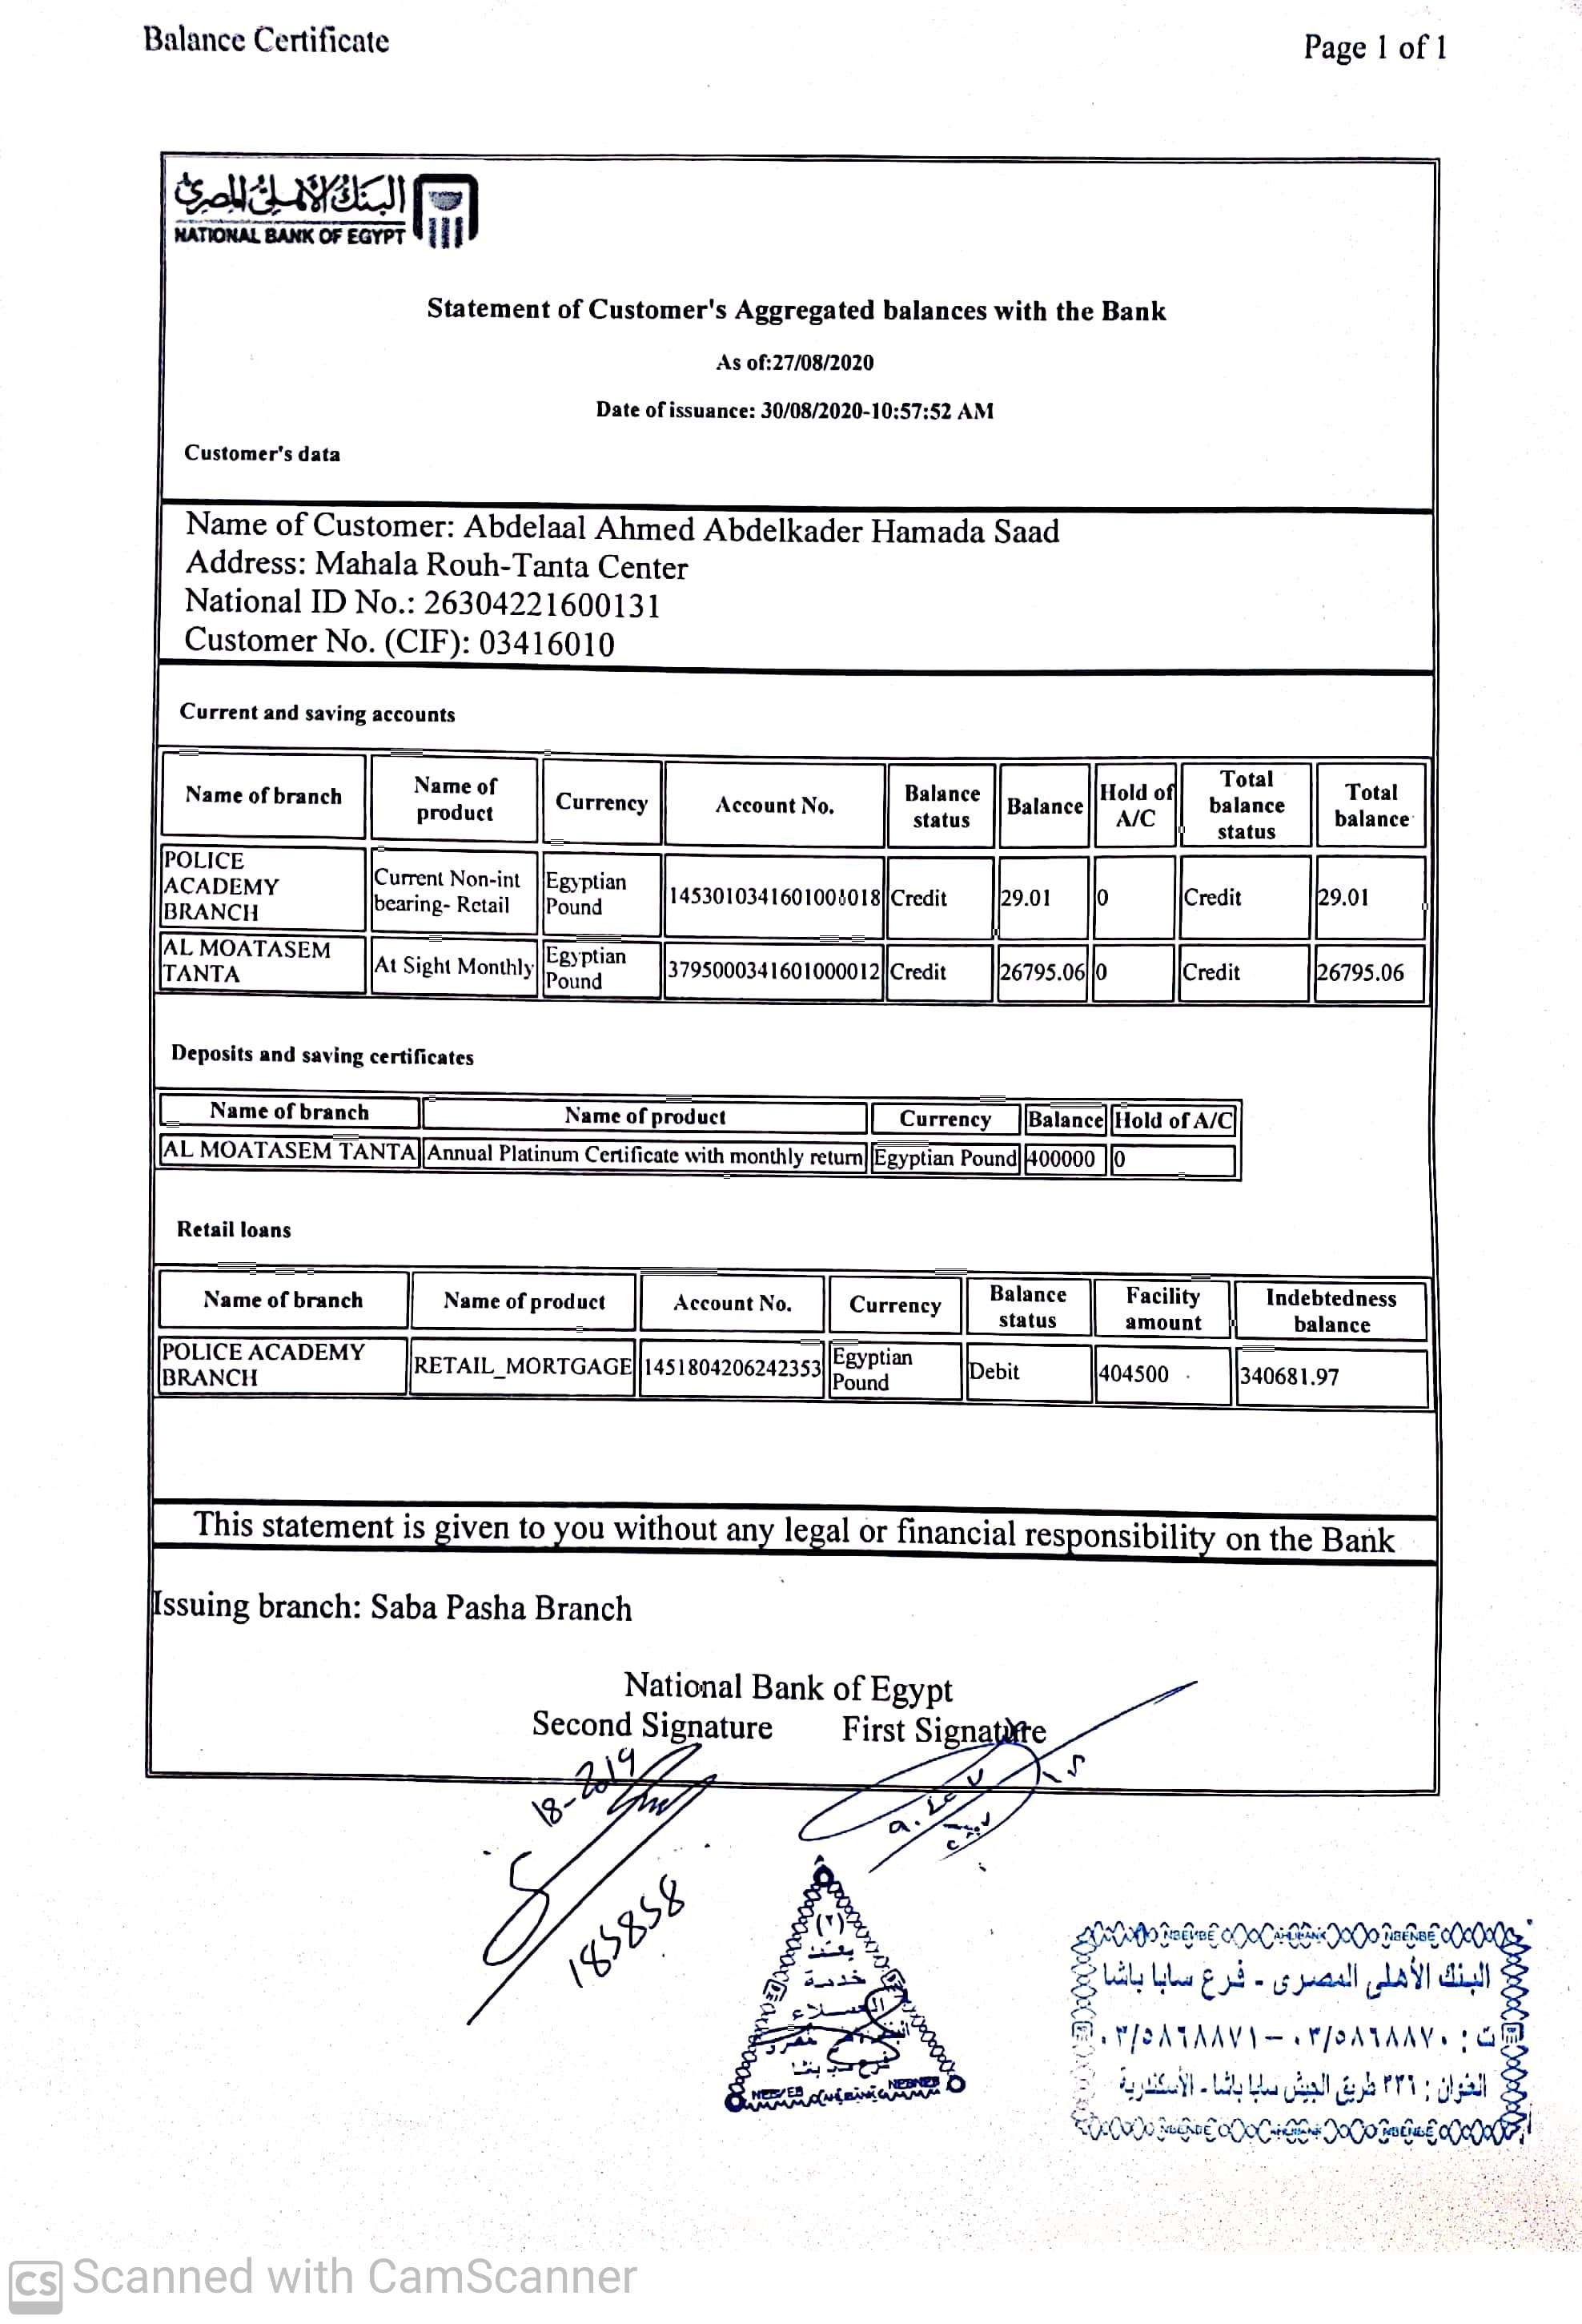 Balance Certificate
Page 1 of 1
البنك الأهلي المصري
NATIONAL BANK OF EGYPT
Statement of Customer's Aggregated balances with the Bank
As of:27/08/2020
Date of issuance: 30/08/2020-10:57:52 AM
Customer's data
Name of Customer: Abdelaal Ahmed Abdelkader Hamada Saad
Address: Mahala Rouh-Tanta Center
National ID No.: 26304221600131
Customer No. (CIF): 03416010
Current and saving accounts
Name of branch Name of product Currency Account No. Balance status Balance Hold of A/C Total balance status Total balance
POLICE ACADEMY BRANCH Current Non-int bearing- Retail Egyptian Pound 1453010341601001018 Credit 29.01 0 Credit 29.01
AL MOATASEM TANTA At Sight Monthly Egyptian Pound 3795000341601000012 Credit 26795.06 0 Credit 26795.06
Deposits and saving certificates
Name of branch Name of product Currency Balance Hold of A/C
AL MOATASEM TANTA Annual Platinum Certificate with monthly return Egyptian Pound 400000 0
Retail loans
Name of branch Name of product Account No. Currency Balance status Facility amount Indebtedness balance
POLICE ACADEMY BRANCH RETAIL_MORTGAGE 1451804206242353 Egyptian Pound Debit 404500 340681.97
This statement is given to you without any legal or financial responsibility on the Bank
Issuing branch: Saba Pasha Branch
National Bank of Egypt
Second Signature First Signature
18-2019
185858
(٢)
خدمة
العملاء
البنك الأهلى المصرى - فرع سابا باشا
ت : ٠٣/٥٨٦٨٨٧٠ - ٠٣/٥٨٦٨٨٧١
العنوان : ٢٣٦ طريق الجيش سابا باشا - الأسكندرية
CS Scanned with CamScanner